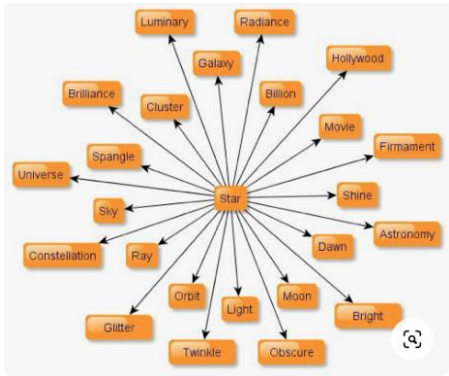 Luminary
Radiance
Galaxy
Hollywood
Brilliance
Cluster
Billion
Movie
Firmament
Spangle
Universe
Star
Shine
Sky
Astronomy
Constellation
Ray
Dawn
Orbit
Light
Moon
Glitter
Bright
Twinkle
Obscure